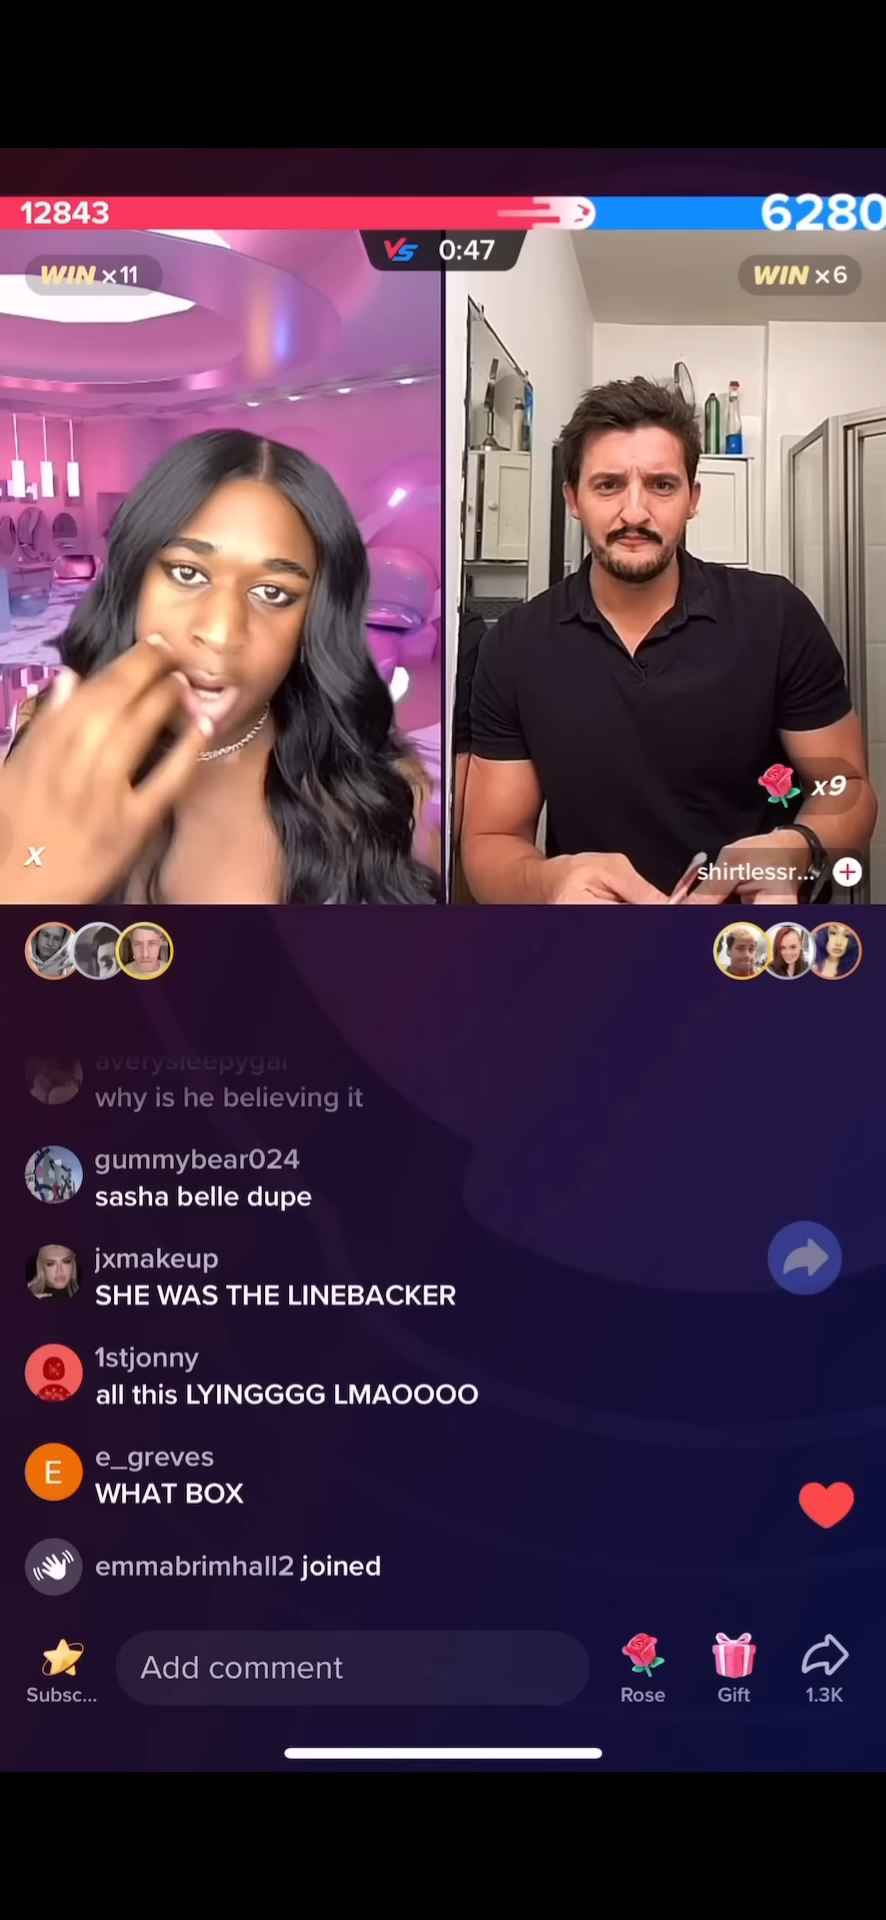 12843
6280
VS 0:47
WIN x11
WIN x6
x9
x
shirtlessr...
averysleepygal
why is he believing it
gummybear024
sasha belle dupe
jxmakeup
SHE WAS THE LINEBACKER
1stjonny
all this LYINGGGG LMAOOOO
E
e_greves
WHAT BOX
emmabrimhall2 joined
Add comment
Subsc...
Rose
Gift
1.3K